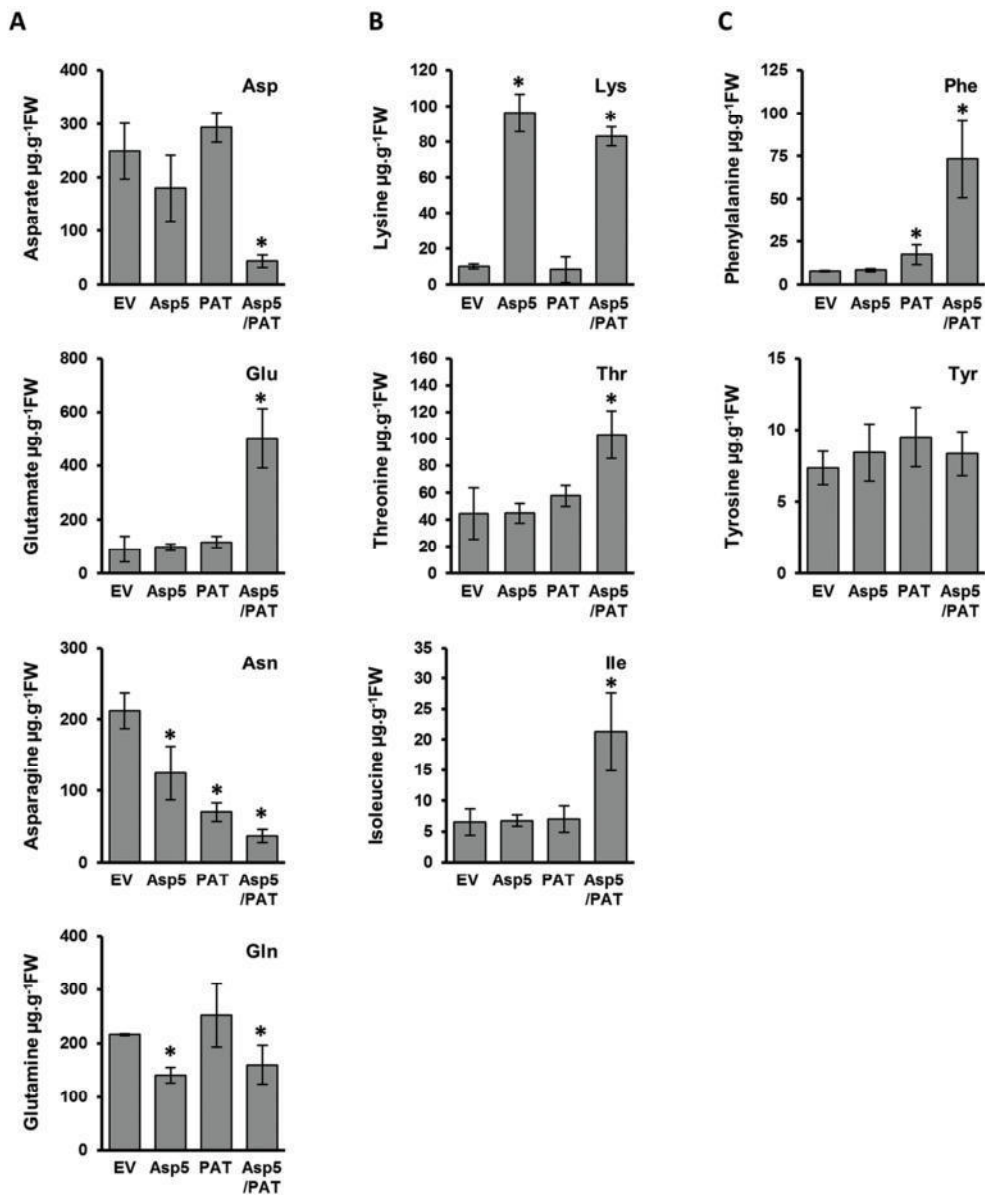 A
Asparate µg.g⁻¹FW
400
300
200
100
0
Asp
*
EV Asp5 PAT Asp5
/PAT
Glutamate µg.g⁻¹FW
800
600
400
200
0
Glu
*
EV Asp5 PAT Asp5
/PAT
Asparagine µg.g⁻¹FW
300
200
100
0
Asn
*
*
*
EV Asp5 PAT Asp5
/PAT
Glutamine µg.g⁻¹FW
400
300
200
100
0
Gln
*
*
EV Asp5 PAT Asp5
/PAT
B
Lysine µg.g⁻¹FW
120
100
80
60
40
20
0
Lys
*
*
EV Asp5 PAT Asp5
/PAT
Threonine µg.g⁻¹FW
160
140
120
100
80
60
40
20
0
Thr
*
EV Asp5 PAT Asp5
/PAT
Isoleucine µg.g⁻¹FW
35
30
25
20
15
10
5
0
Ile
*
EV Asp5 PAT Asp5
/PAT
C
Phenylalanine µg.g⁻¹FW
125
100
75
50
25
0
Phe
*
*
EV Asp5 PAT Asp5
/PAT
Tyrosine µg.g⁻¹FW
15
10
5
0
Tyr
EV Asp5 PAT Asp5
/PAT